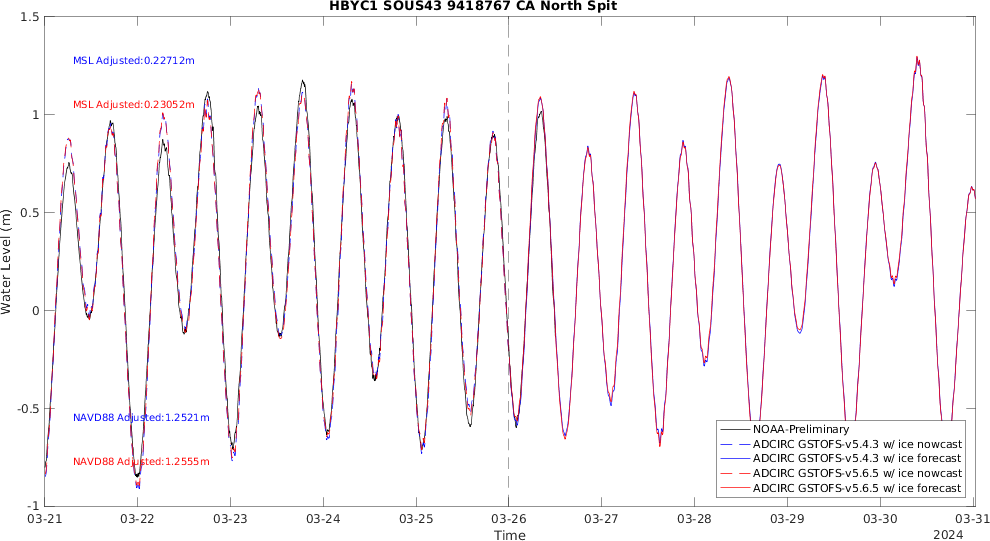 HBYC1 SOUS43 9418767 CA North Spit
1.5
MSL Adjusted:0.22712m
MSL Adjusted:0.23052m
1
0.5
Water Level (m)
0
-0.5
NAVD88 Adjusted:1.2521m
NAVD88 Adjusted:1.2555m
-1
NOAA-Preliminary
ADCIRC GSTOFS-v5.4.3 w/ ice nowcast
ADCIRC GSTOFS-v5.4.3 w/ ice forecast
ADCIRC GSTOFS-v5.6.5 w/ ice nowcast
ADCIRC GSTOFS-v5.6.5 w/ ice forecast
03-21 03-22 03-23 03-24 03-25 03-26 03-27 03-28 03-29 03-30 03-31
Time
2024